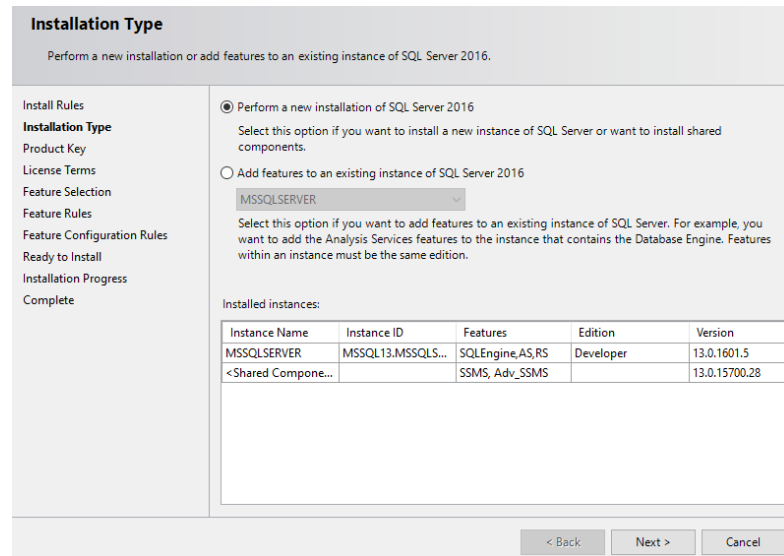 Installation Type
Perform a new installation or add features to an existing instance of SQL Server 2016.
Install Rules
Installation Type
Product Key
License Terms
Feature Selection
Feature Rules
Feature Configuration Rules
Ready to Install
Installation Progress
Complete
Perform a new installation of SQL Server 2016
Select this option if you want to install a new instance of SQL Server or want to install shared
components.
Add features to an existing instance of SQL Server 2016
MSSQLSERVER
Select this option if you want to add features to an existing instance of SQL Server. For example, you
want to add the Analysis Services features to the instance that contains the Database Engine. Features
within an instance must be the same edition.
Installed instances:
Instance Name Instance ID Features Edition Version
MSSQLSERVER MSSQL13.MSSQLS... SQLEngine,AS,RS Developer 13.0.1601.5
<Shared Compone... SSMS, Adv_SSMS 13.0.15700.28
< Back Next > Cancel